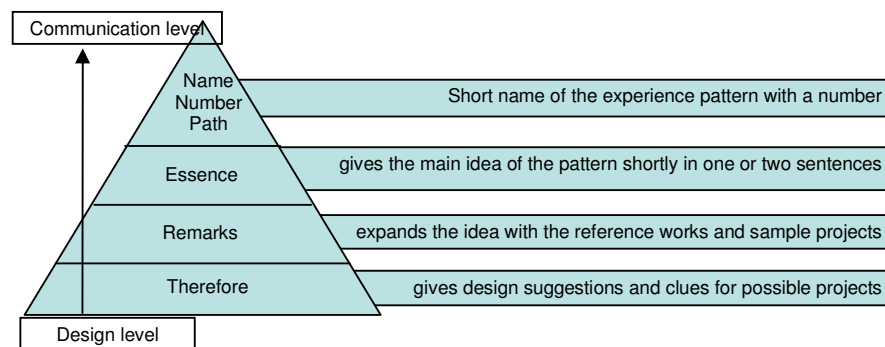 Communication level
Name
Number
Path
Short name of the experience pattern with a number
Essence
gives the main idea of the pattern shortly in one or two sentences
Remarks
expands the idea with the reference works and sample projects
Therefore
gives design suggestions and clues for possible projects
Design level